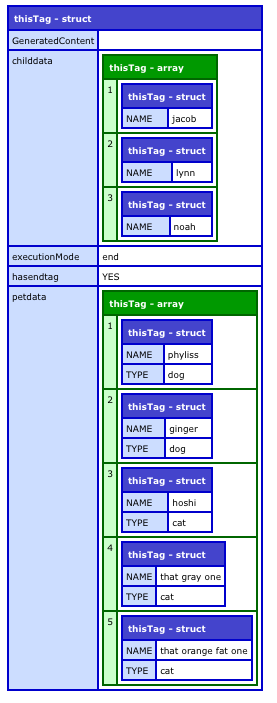 thisTag - struct
GeneratedContent
childdata
thisTag - array
1
thisTag - struct
NAME jacob
2
thisTag - struct
NAME lynn
3
thisTag - struct
NAME noah
executionMode end
hasendtag YES
petdata
thisTag - array
1
thisTag - struct
NAME phyliss
TYPE dog
2
thisTag - struct
NAME ginger
TYPE dog
3
thisTag - struct
NAME hoshi
TYPE cat
4
thisTag - struct
NAME that gray one
TYPE cat
5
thisTag - struct
NAME that orange fat one
TYPE cat